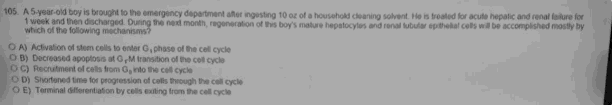 105. A 5-year-old boy is brought to the emergency department after ingesting 10 oz of a household cleaning solvent. He is treated for acute hepatic and renal failure for
1 week and then discharged. During the next month, regeneration of this boy's mature hepatocytes and renal tubular epithelial cells will be accomplished mostly by
which of the following mechanisms?
A) Activation of stem cells to enter G₁ phase of the cell cycle
B) Decreased apoptosis at G₂M transition of the cell cycle
C) Recruitment of cells from G₀ into the cell cycle
D) Shortened time for progression of cells through the cell cycle
E) Terminal differentiation by cells exiting from the cell cycle